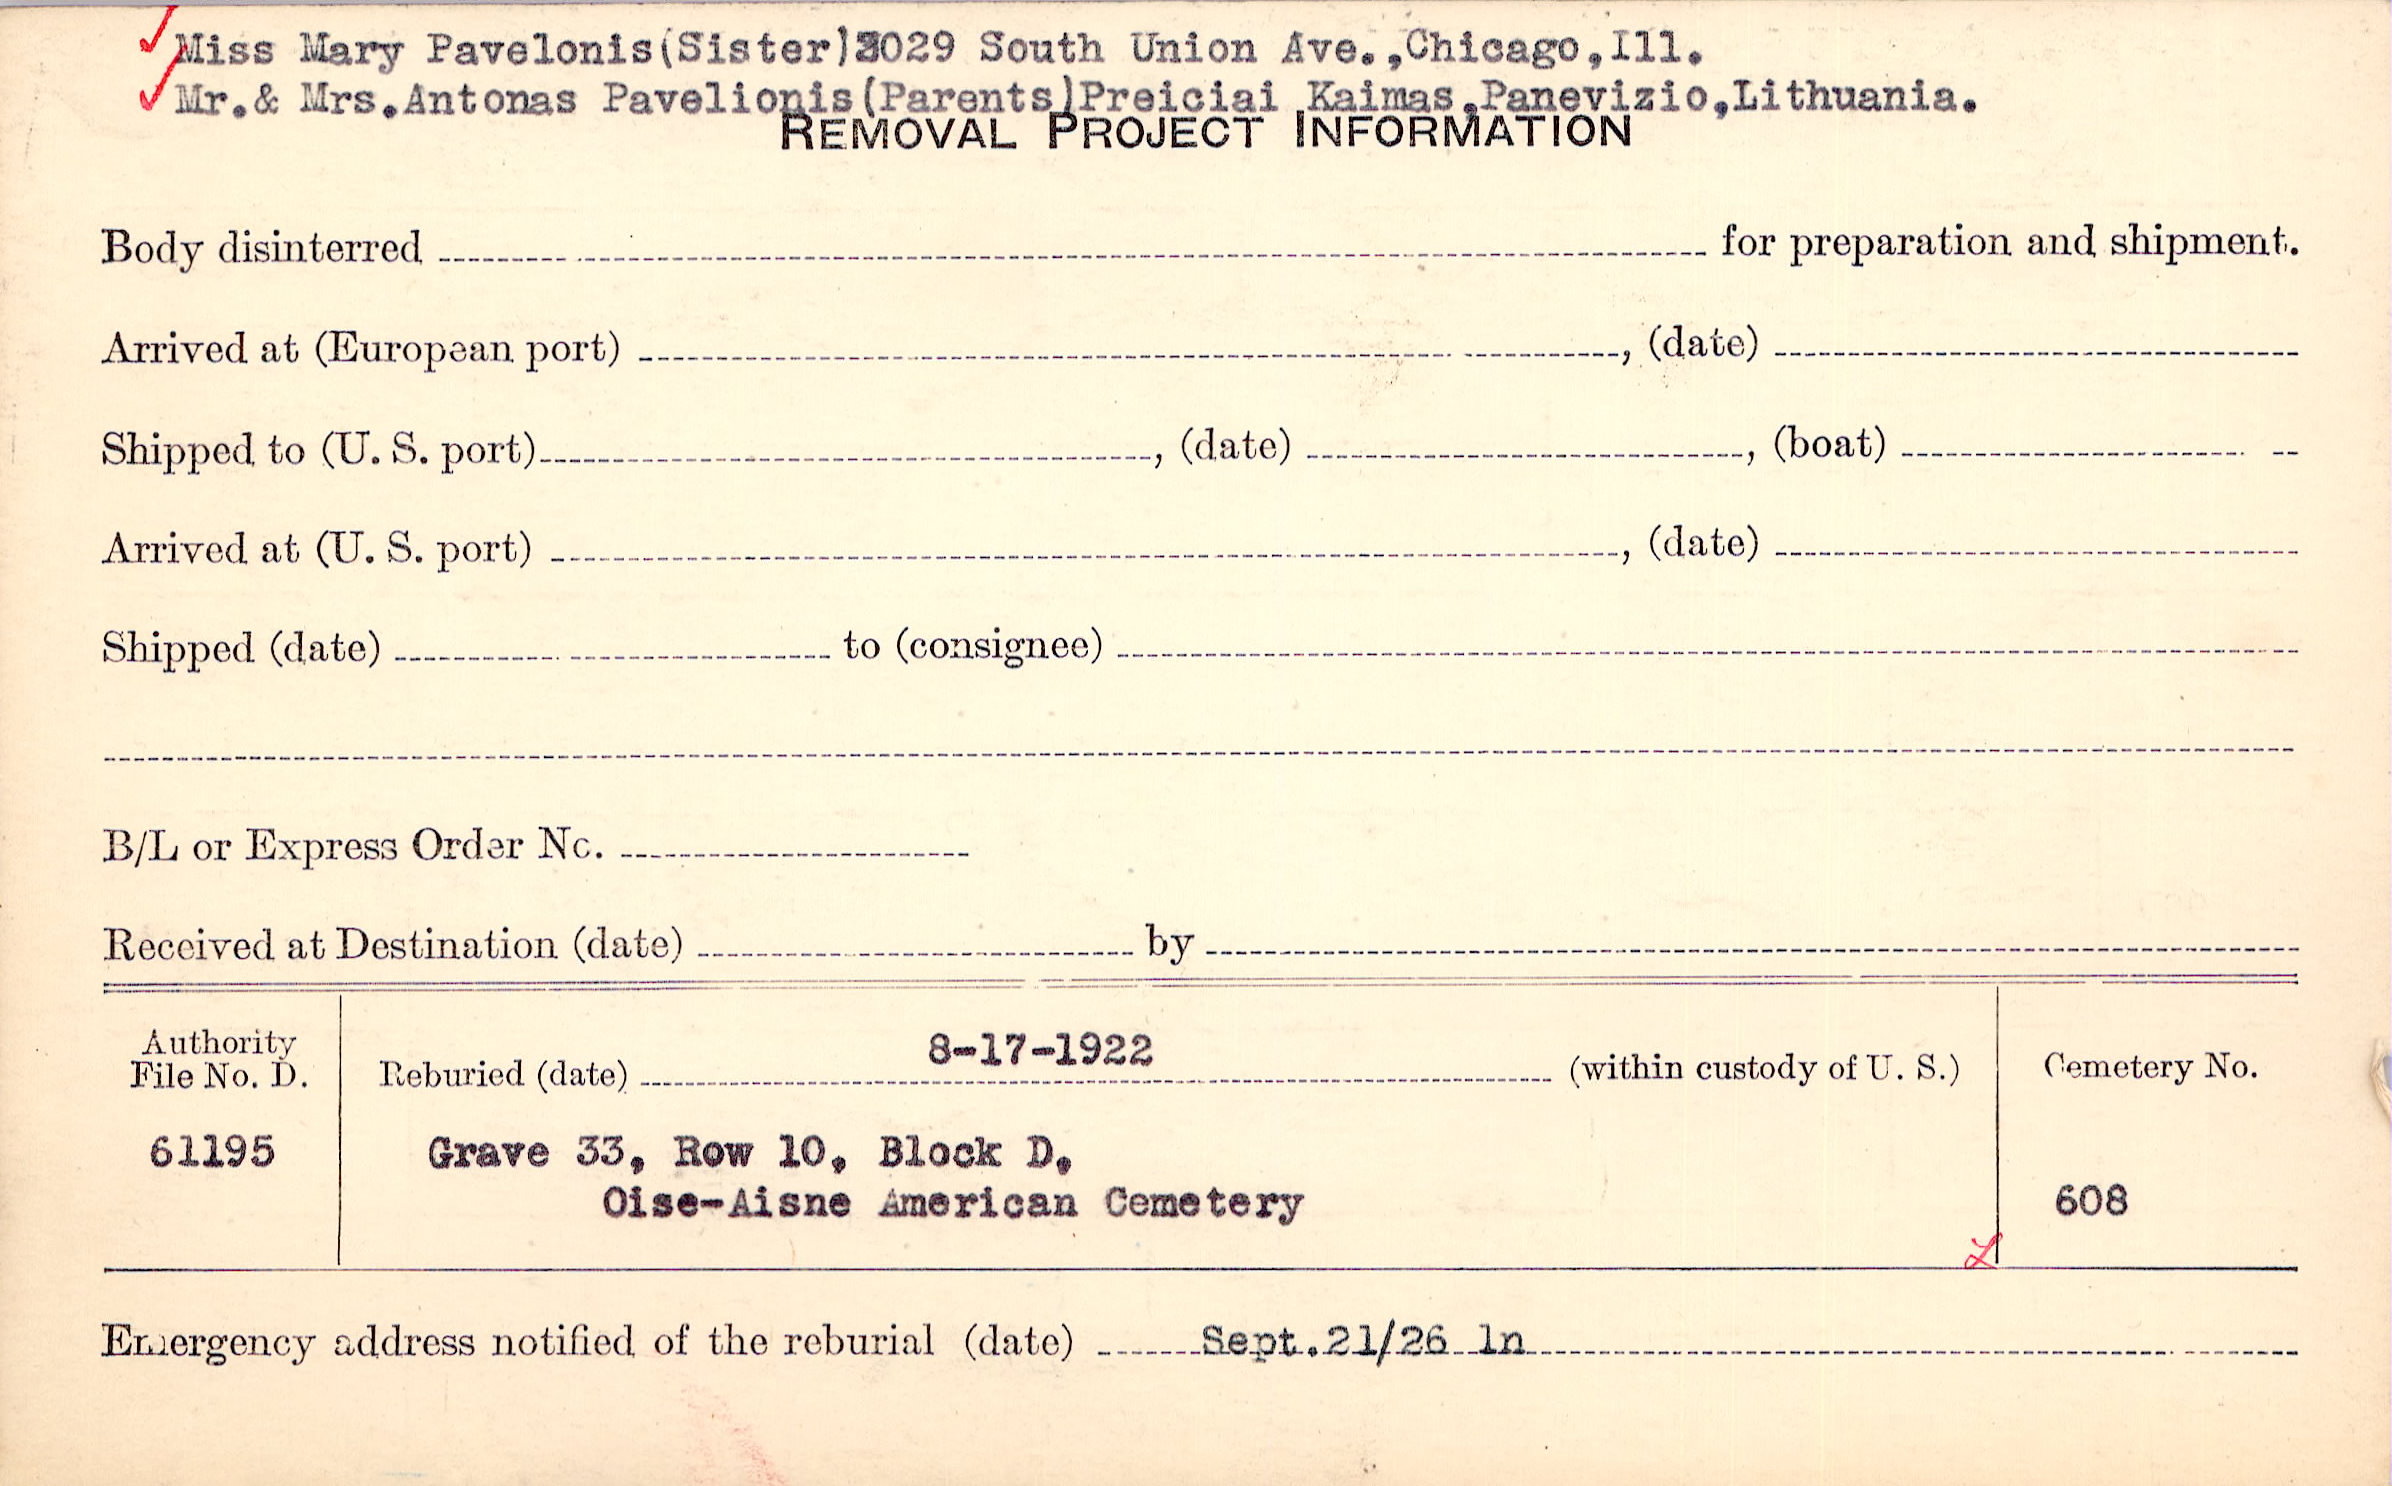 Miss Mary Pavelonis(Sister)3029 South Union Ave.,Chicago,Ill.
Mr.& Mrs.Antonas Pavelionis(Parents)Preiciai Kaimas,Panevizio,Lithuania.
REMOVAL PROJECT INFORMATION
Body disinterred for preparation and shipment.
Arrived at (European port) , (date)
Shipped to (U. S. port) , (date) , (boat)
Arrived at (U. S. port) , (date)
Shipped (date) to (consignee)
B/L or Express Order No.
Received at Destination (date) by
Authority
File No. D.
61195
8-17-1922
Reburied (date) (within custody of U. S.)
Grave 33, Row 10, Block D,
Oise-Aisne American Cemetery
Cemetery No.
608
Emergency address notified of the reburial (date) Sept.21/26 ln